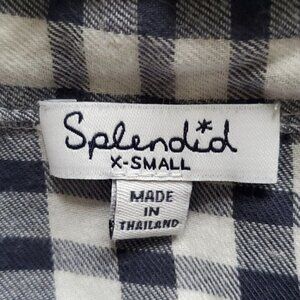 Splendid
X-SMALL
MADE
IN
THAILAND